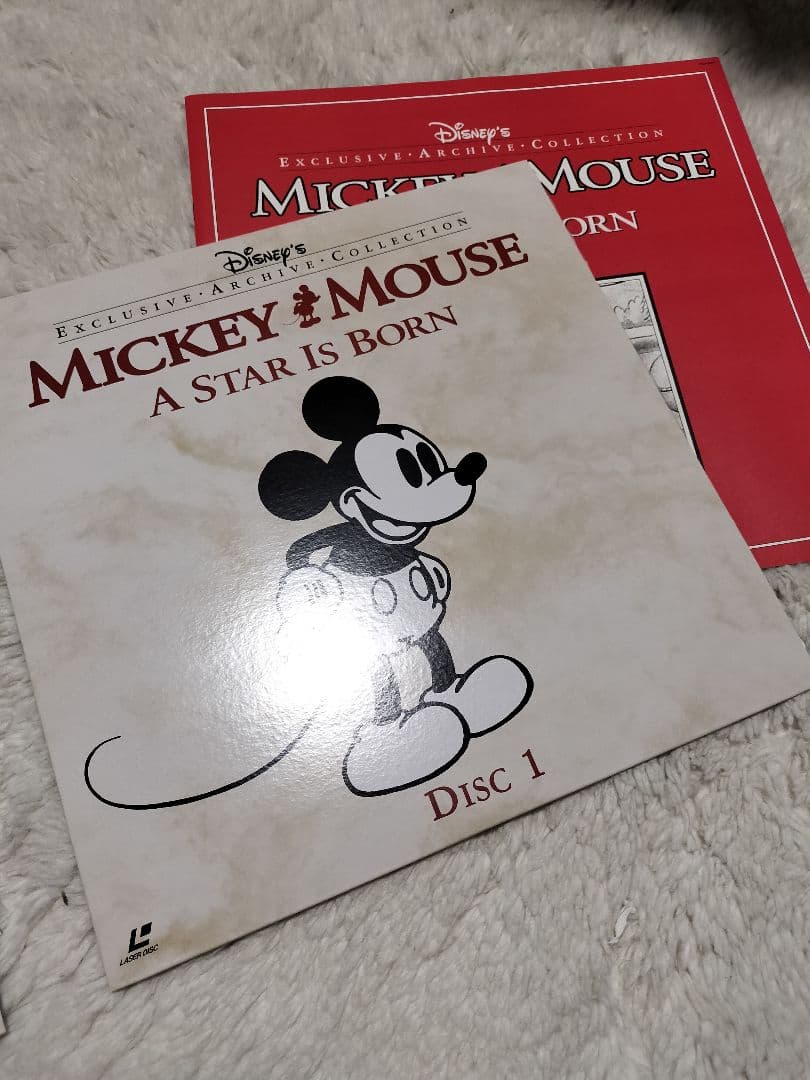 Disney's
EXCLUSIVE · ARCHIVE · COLLECTION
MICKEY MOUSE
ORN
Disney's
EXCLUSIVE · ARCHIVE · COLLECTION
MICKEY MOUSE
A STAR IS BORN
DISC 1
LASER DISC